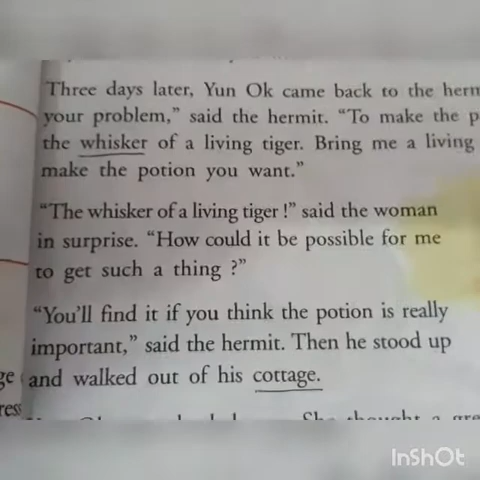 Three days later, Yun Ok came back to the
your problem,” said the hermit. “To make the
the whisker of a living tiger. Bring me a living
make the potion you want.”
“The whisker of a living tiger !” said the woman
in surprise. “How could it be possible for me
to get such a thing ?”
“You’ll find it if you think the potion is really
important,” said the hermit. Then he stood up
and walked out of his cottage.
She thought a
InShOt